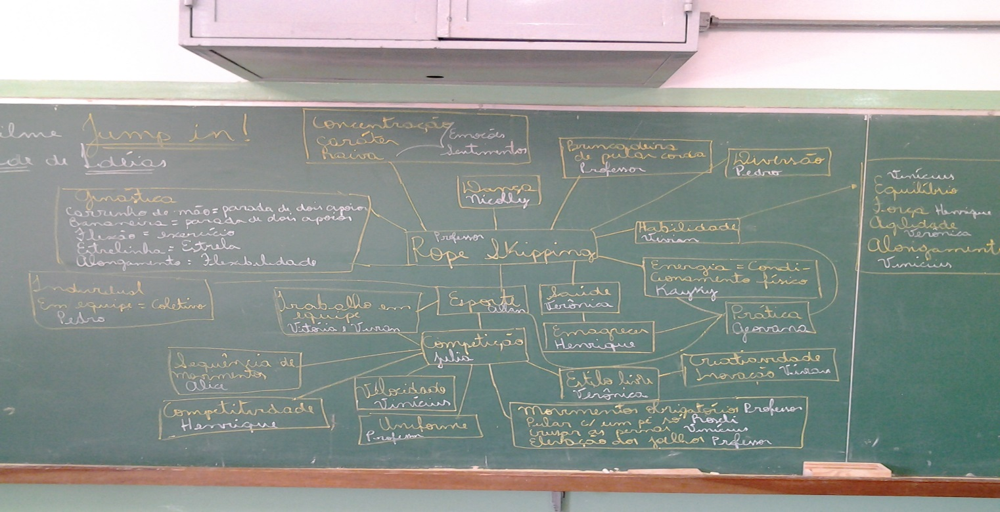 ilme Jump in!
de de Idéias
Concentração
Caráter
Raiva
Emoções
Sentimentos
Brincadeira
de pular corda
Professor
Diversão
Pedro
Dança
Nicolly
Ginástica
Carrinho de mão = parada de dois apoios
Bananeira = parada de dois apoios
Flexão = exercício
Estrelinha = Estrela
Alongamento : Flexibilidade
Professor
Rope Skipping
Habilidade
Vivian
Vinícius
Equilíbrio
Força Henrique
Agilidade
Verônica
Alongament
Vinícius
Energia = Condi-
cionamento físico
Kayky
Individual
Em equipe = Coletivo
Pedro
Trabalho em
equipe
Vitória e Vivian
Esporte
Allan
Saúde
Verônica
Prática
Geovana
Emagrecer
Henrique
Competição
Julia
Sequência de
movimentos
Alice
Competitividade
Henrique
Velocidade
Vinícius
Uniforme
Professor
Estilo livre
Verônica
Criatividade
Inovação Vivian
Movimentos obrigatórios Professor
Pular c/ um pé só Roseli
Cruzar as pernas Vinícius
Elevação dos joelhos Professor